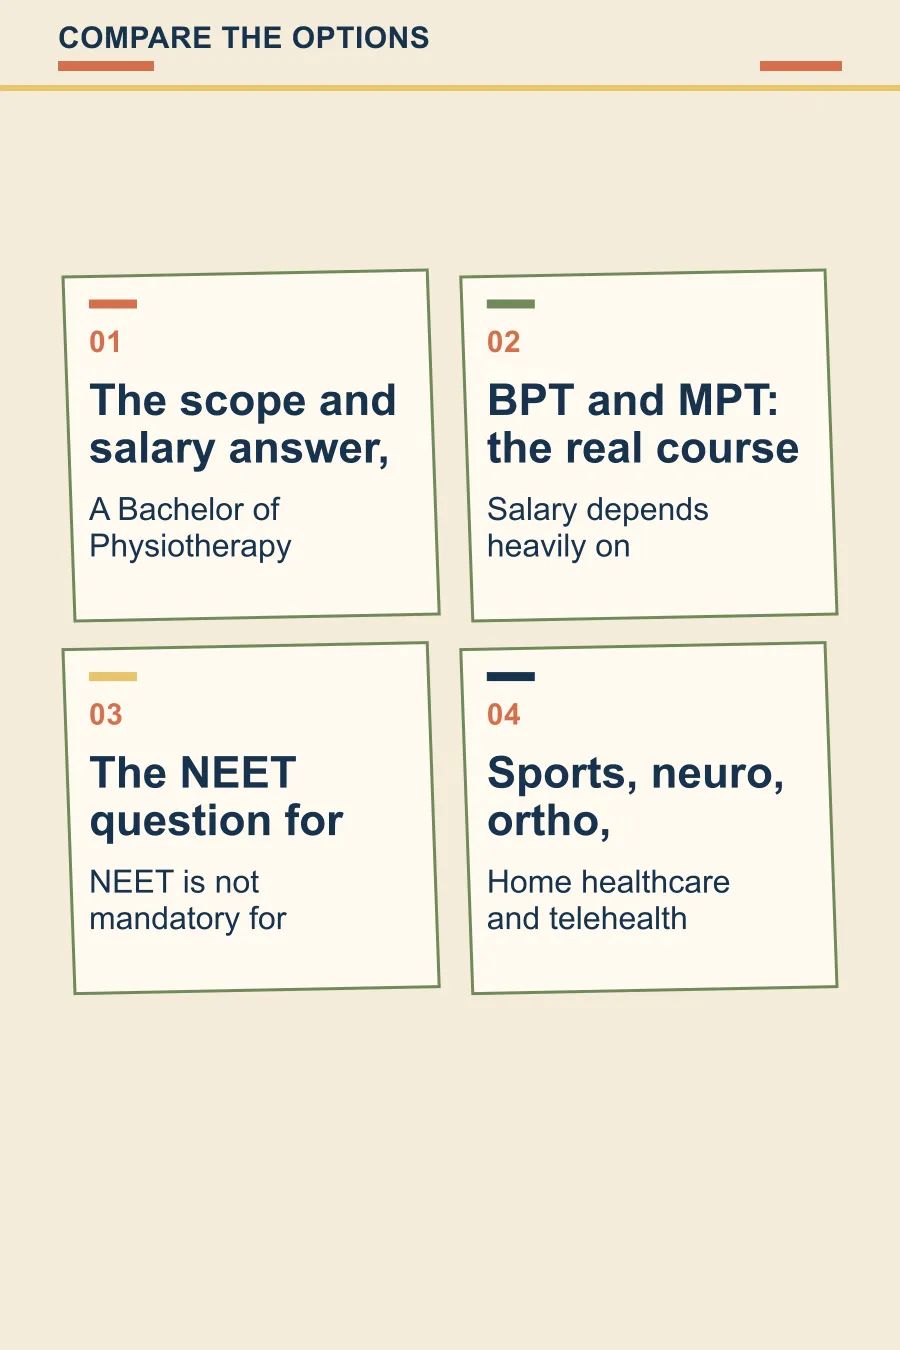 COMPARE THE OPTIONS
01
The scope and
salary answer,
A Bachelor of
Physiotherapy
02
BPT and MPT:
the real course
Salary depends
heavily on
03
The NEET
question for
NEET is not
mandatory for
04
Sports, neuro,
ortho,
Home healthcare
and telehealth